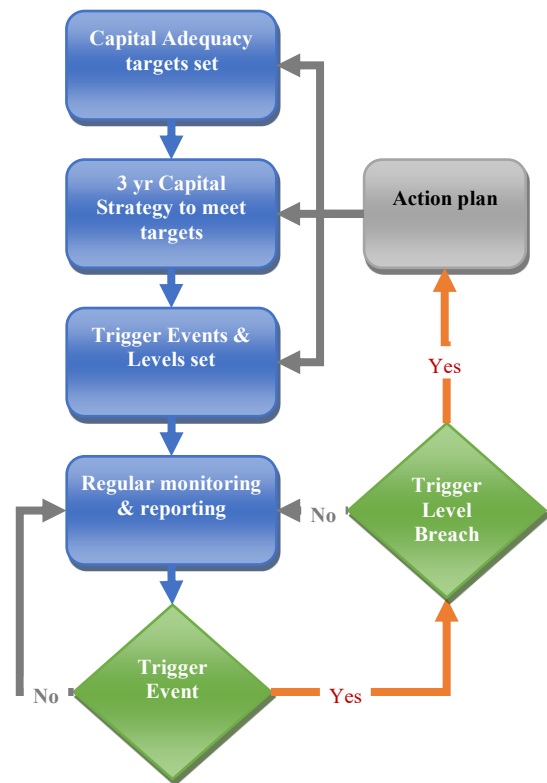 Capital Adequacy
targets set
3 yr Capital
Strategy to meet
targets
Action plan
Trigger Events &
Levels set
Yes
Regular monitoring
& reporting
No
Trigger
Level
Breach
Trigger
Event
No
Yes